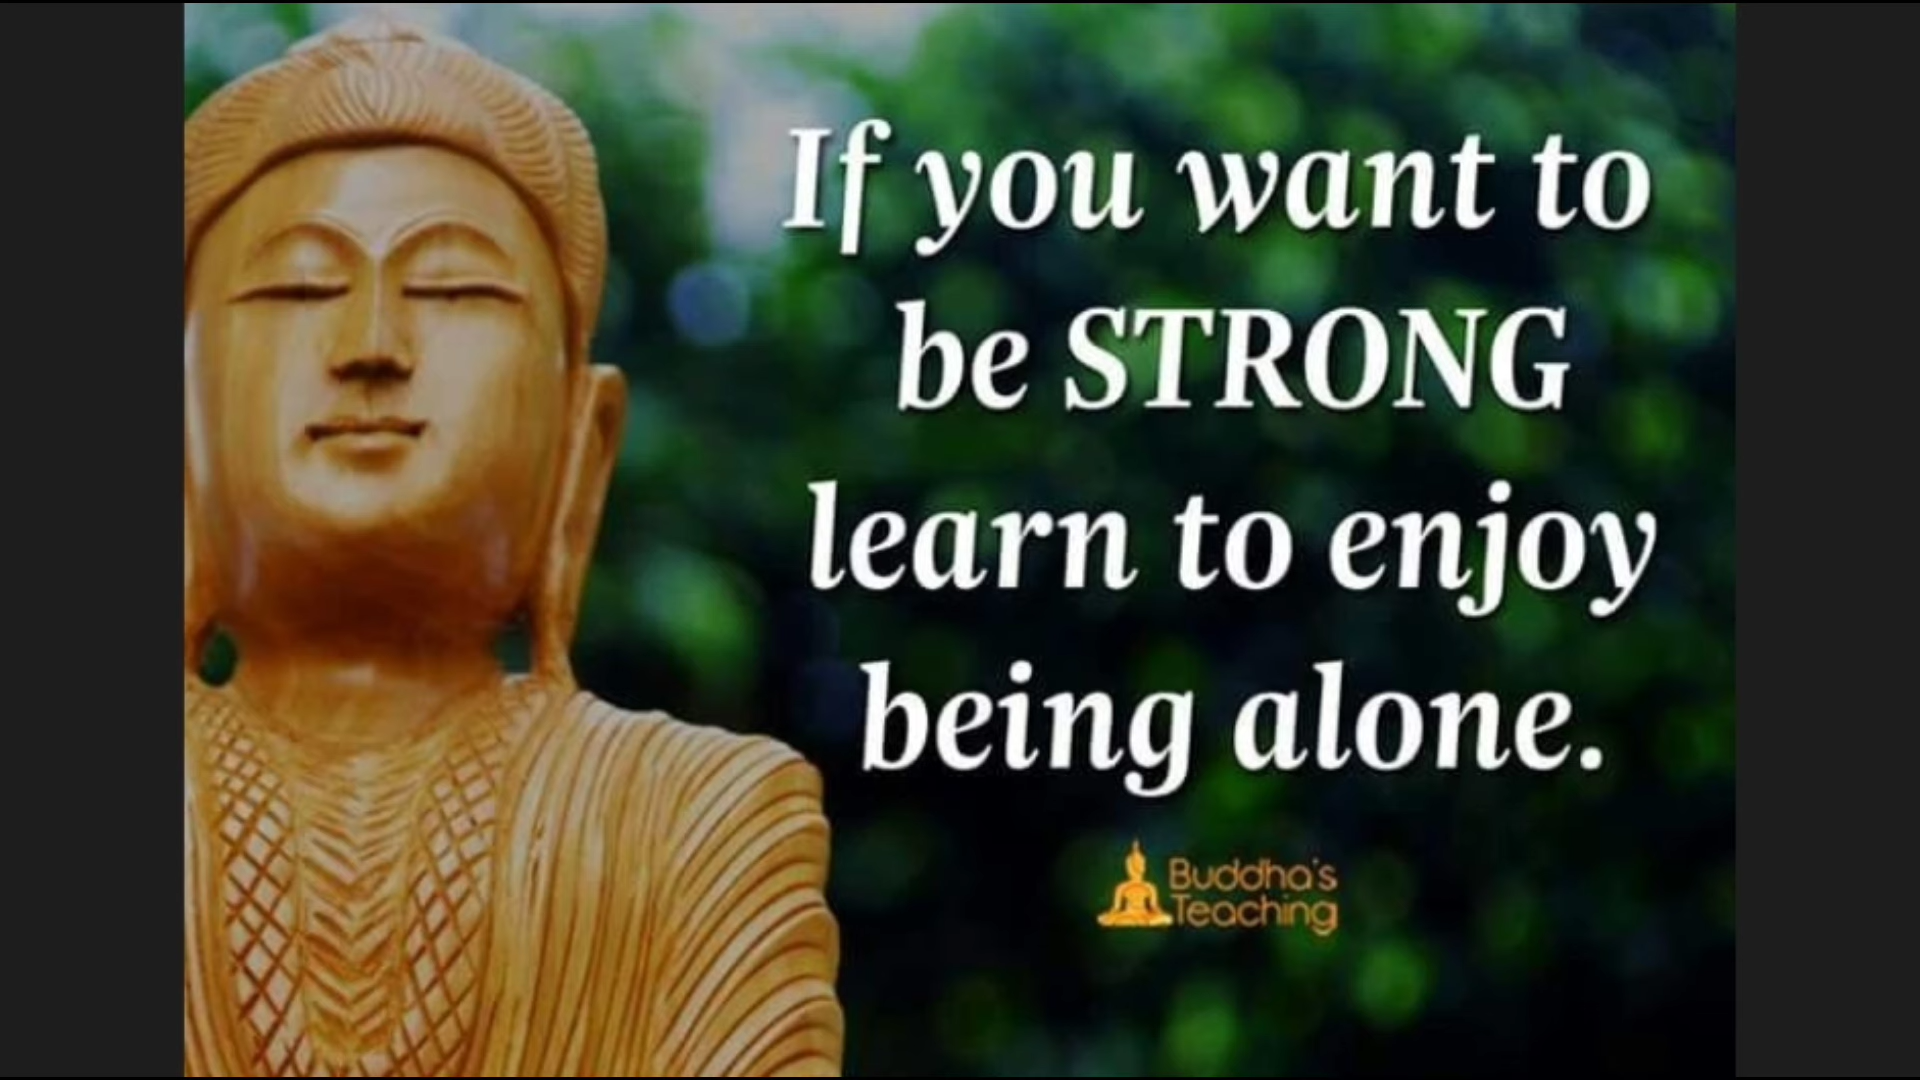 If you want to
be STRONG
learn to enjoy
being alone.
Buddha's
Teaching